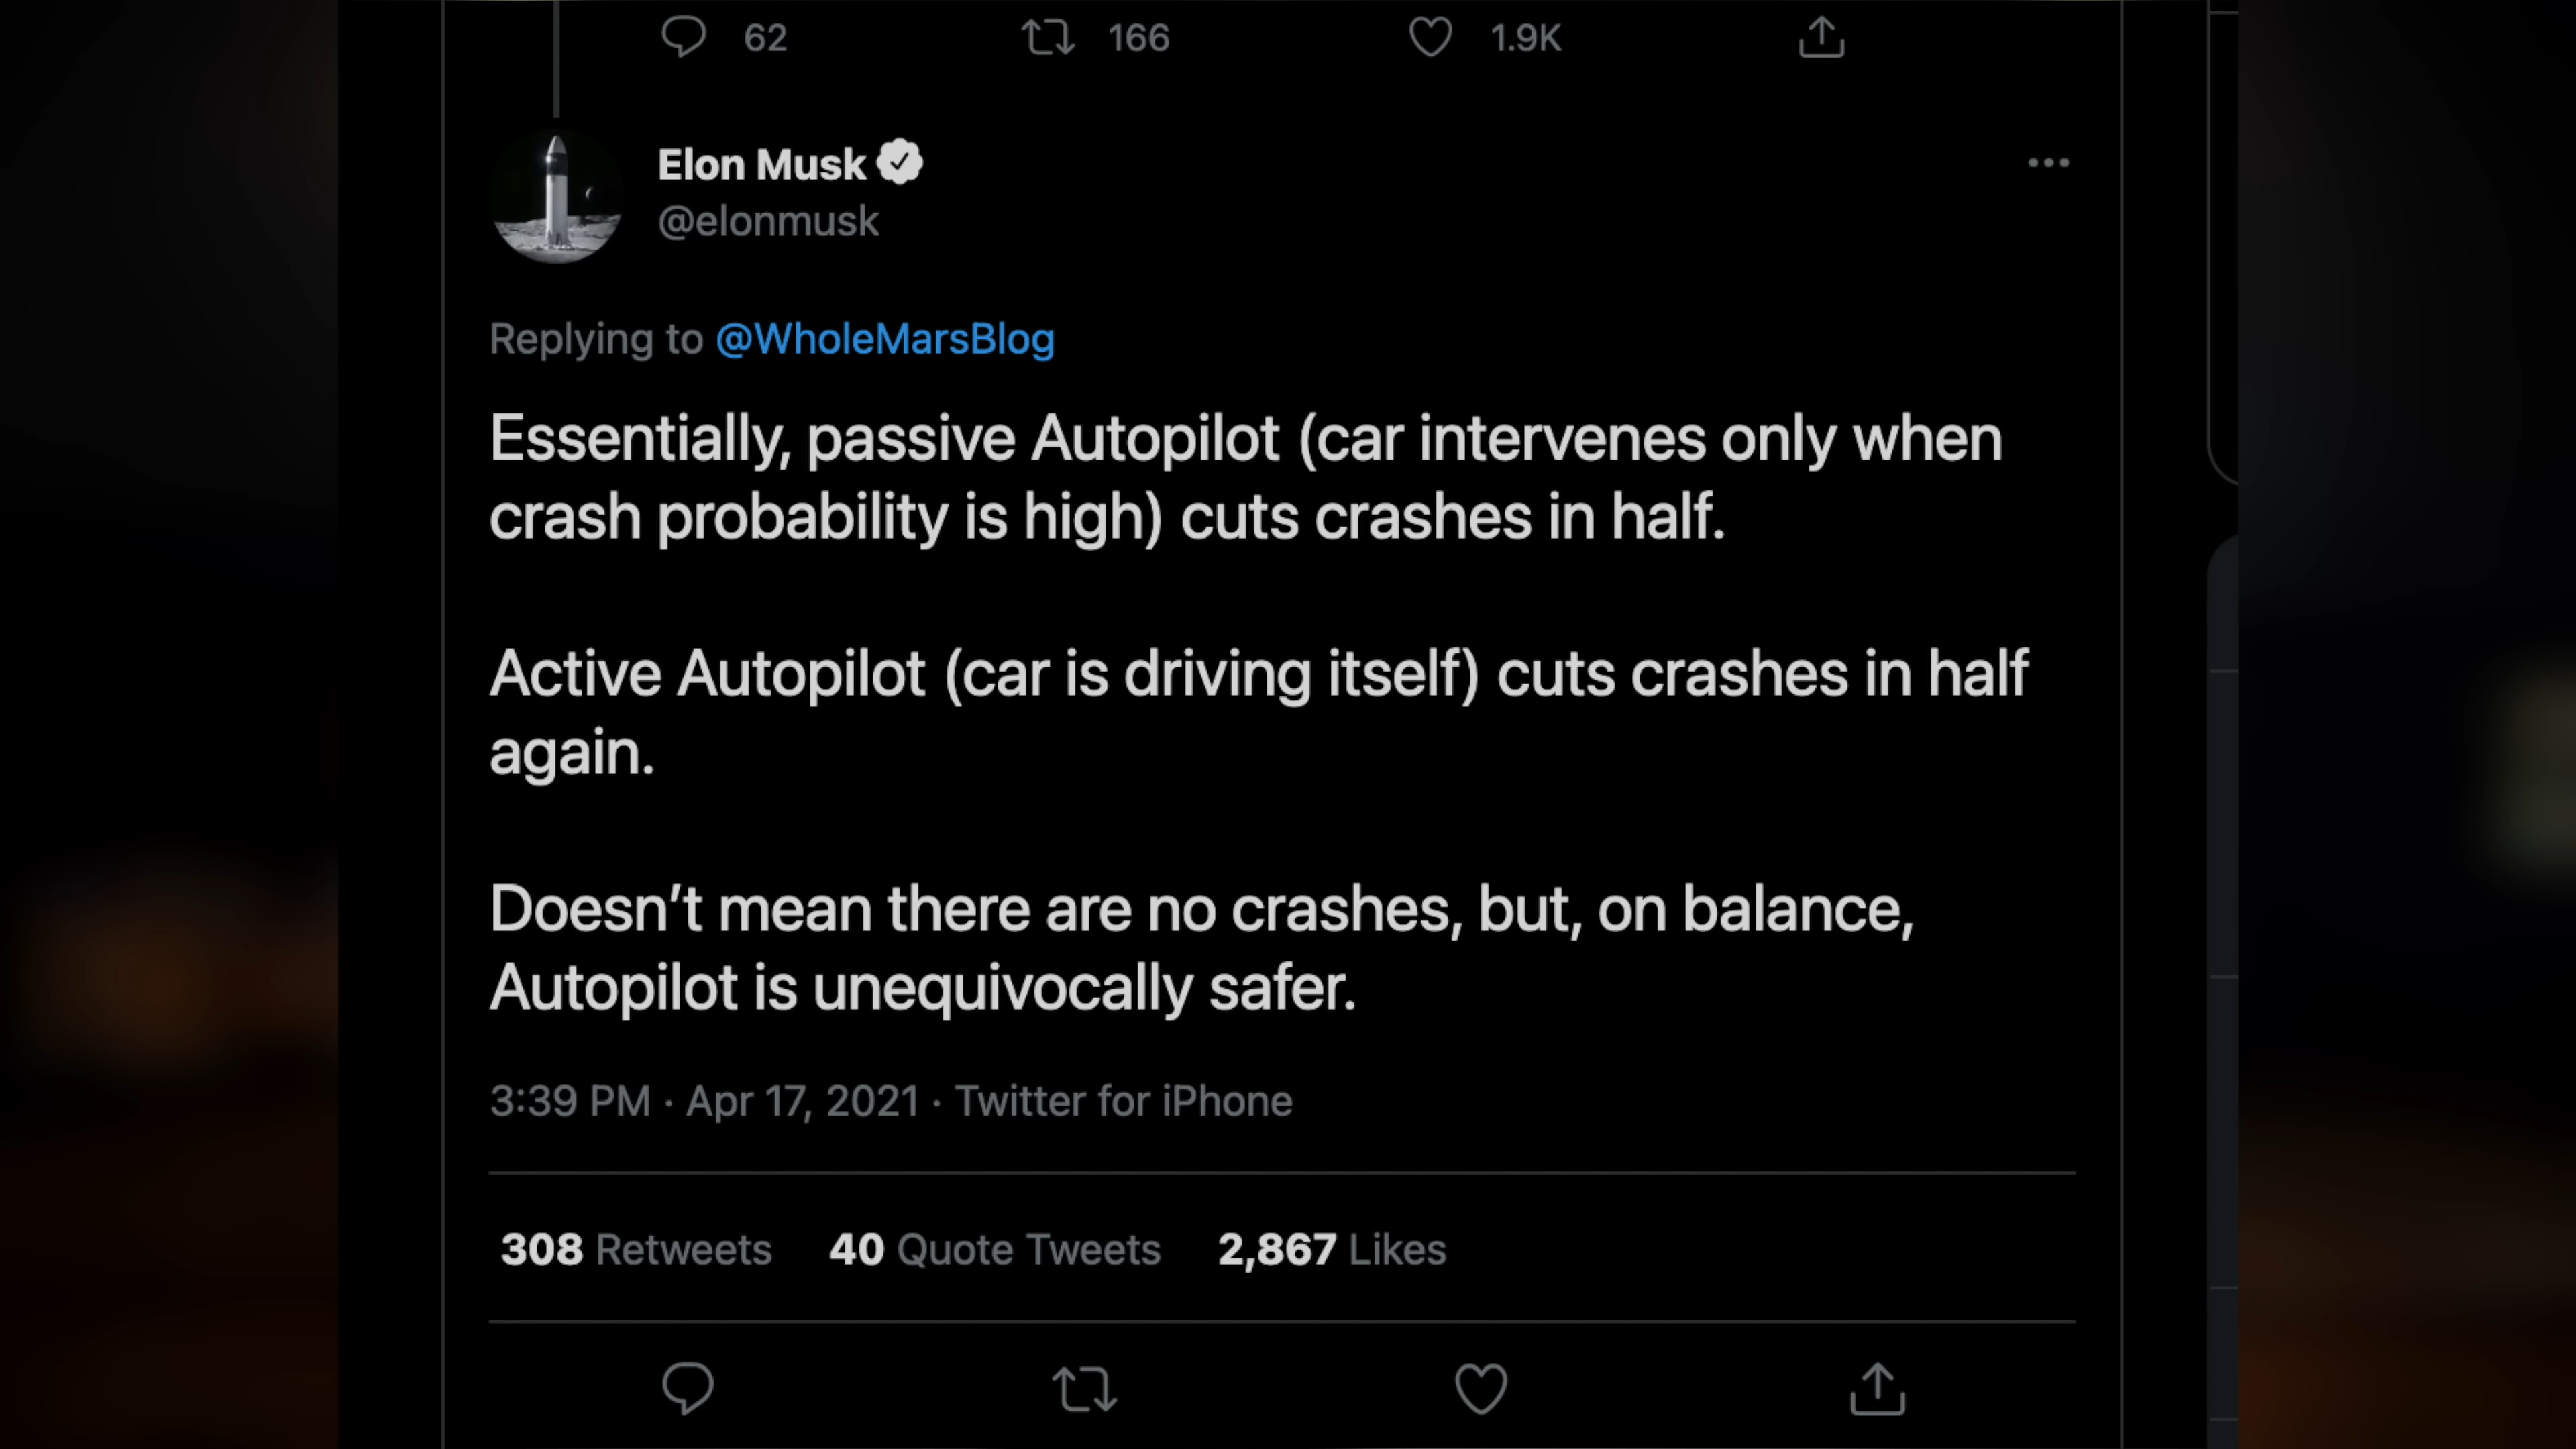 62 166 1.9K
Elon Musk
@elonmusk
Replying to @WholeMarsBlog
Essentially, passive Autopilot (car intervenes only when
crash probability is high) cuts crashes in half.
Active Autopilot (car is driving itself) cuts crashes in half
again.
Doesn’t mean there are no crashes, but, on balance,
Autopilot is unequivocally safer.
3:39 PM · Apr 17, 2021 · Twitter for iPhone
308 Retweets 40 Quote Tweets 2,867 Likes